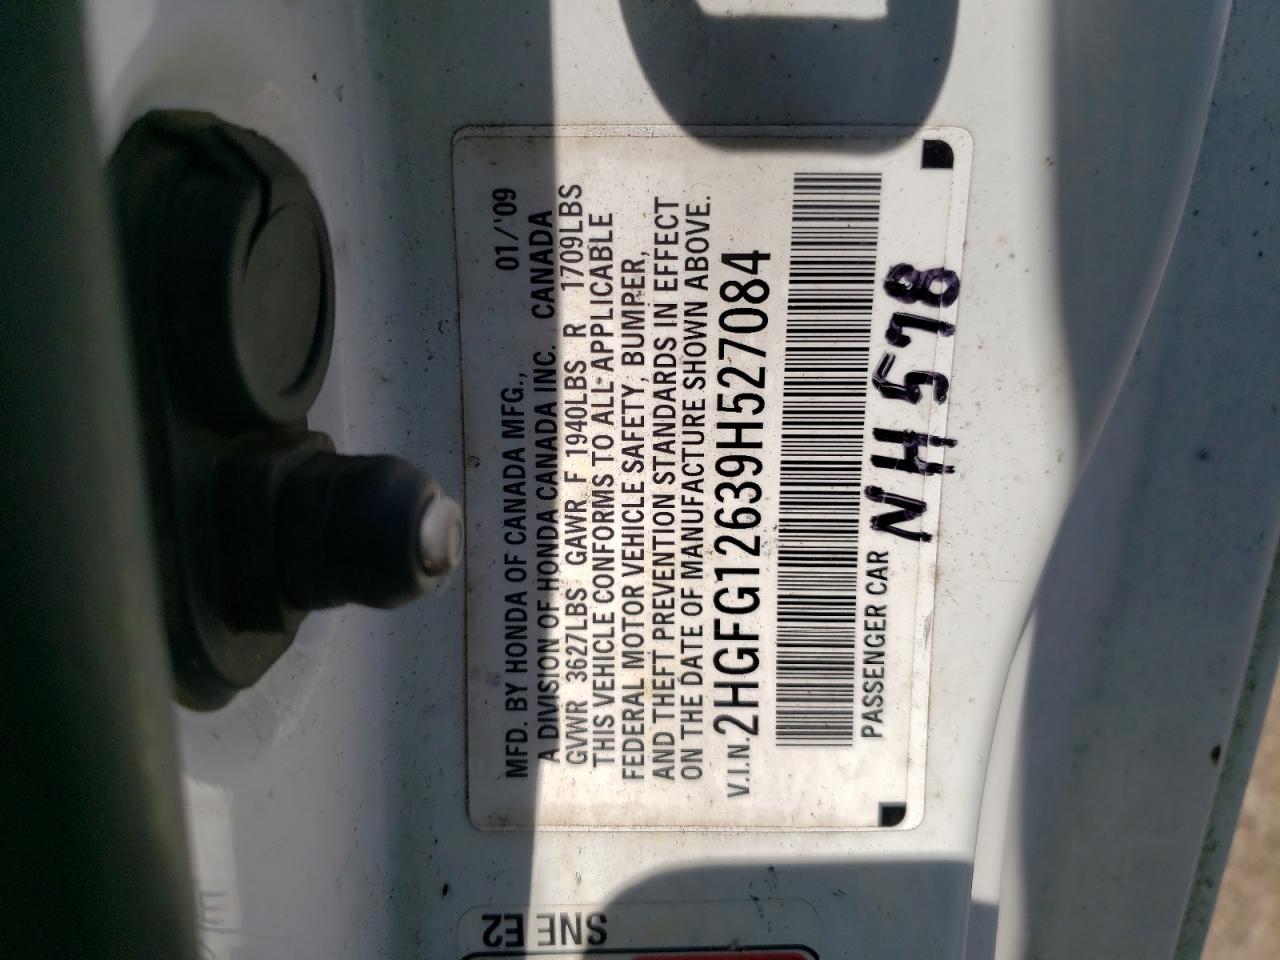 MFD. BY HONDA OF CANADA MFG., 01/'09
A DIVISION OF HONDA CANADA INC. CANADA
GVWR 3627LBS GAWR F 1940LBS R 1709LBS
THIS VEHICLE CONFORMS TO ALL APPLICABLE
FEDERAL MOTOR VEHICLE SAFETY, BUMPER,
AND THEFT PREVENTION STANDARDS IN EFFECT
ON THE DATE OF MANUFACTURE SHOWN ABOVE.
V.I.N. 2HGFG12639H527084
PASSENGER CAR
NH578
SNE E2